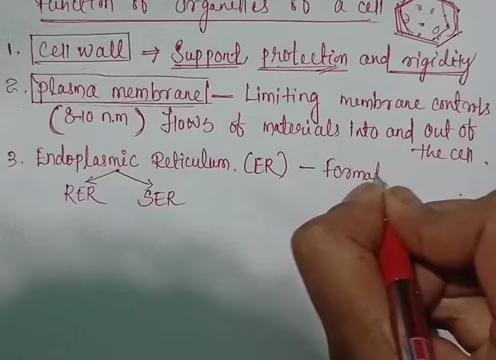 Function of Organelles of a cell
1. Cell wall → Support, protection and rigidity
2. Plasma membrane — Limiting membrane controls
(8-10 n.m) flows of materials into and out of
the cell.
3. Endoplasmic Reticulum. (ER) — format
RER SER